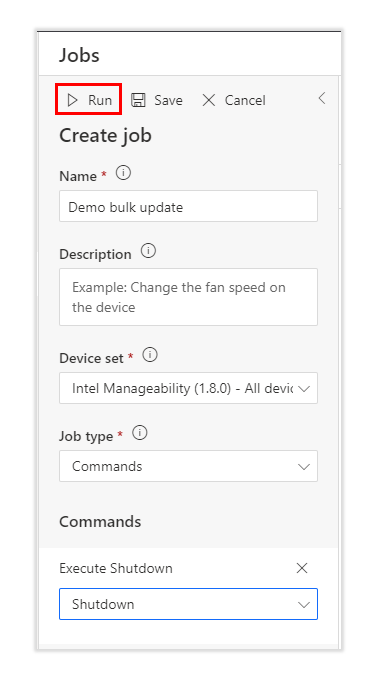 Jobs
Run Save Cancel
Create job
Name *
Demo bulk update
Description
Example: Change the fan speed on
the device
Device set *
Intel Manageability (1.8.0) - All devic
Job type *
Commands
Commands
Execute Shutdown
Shutdown